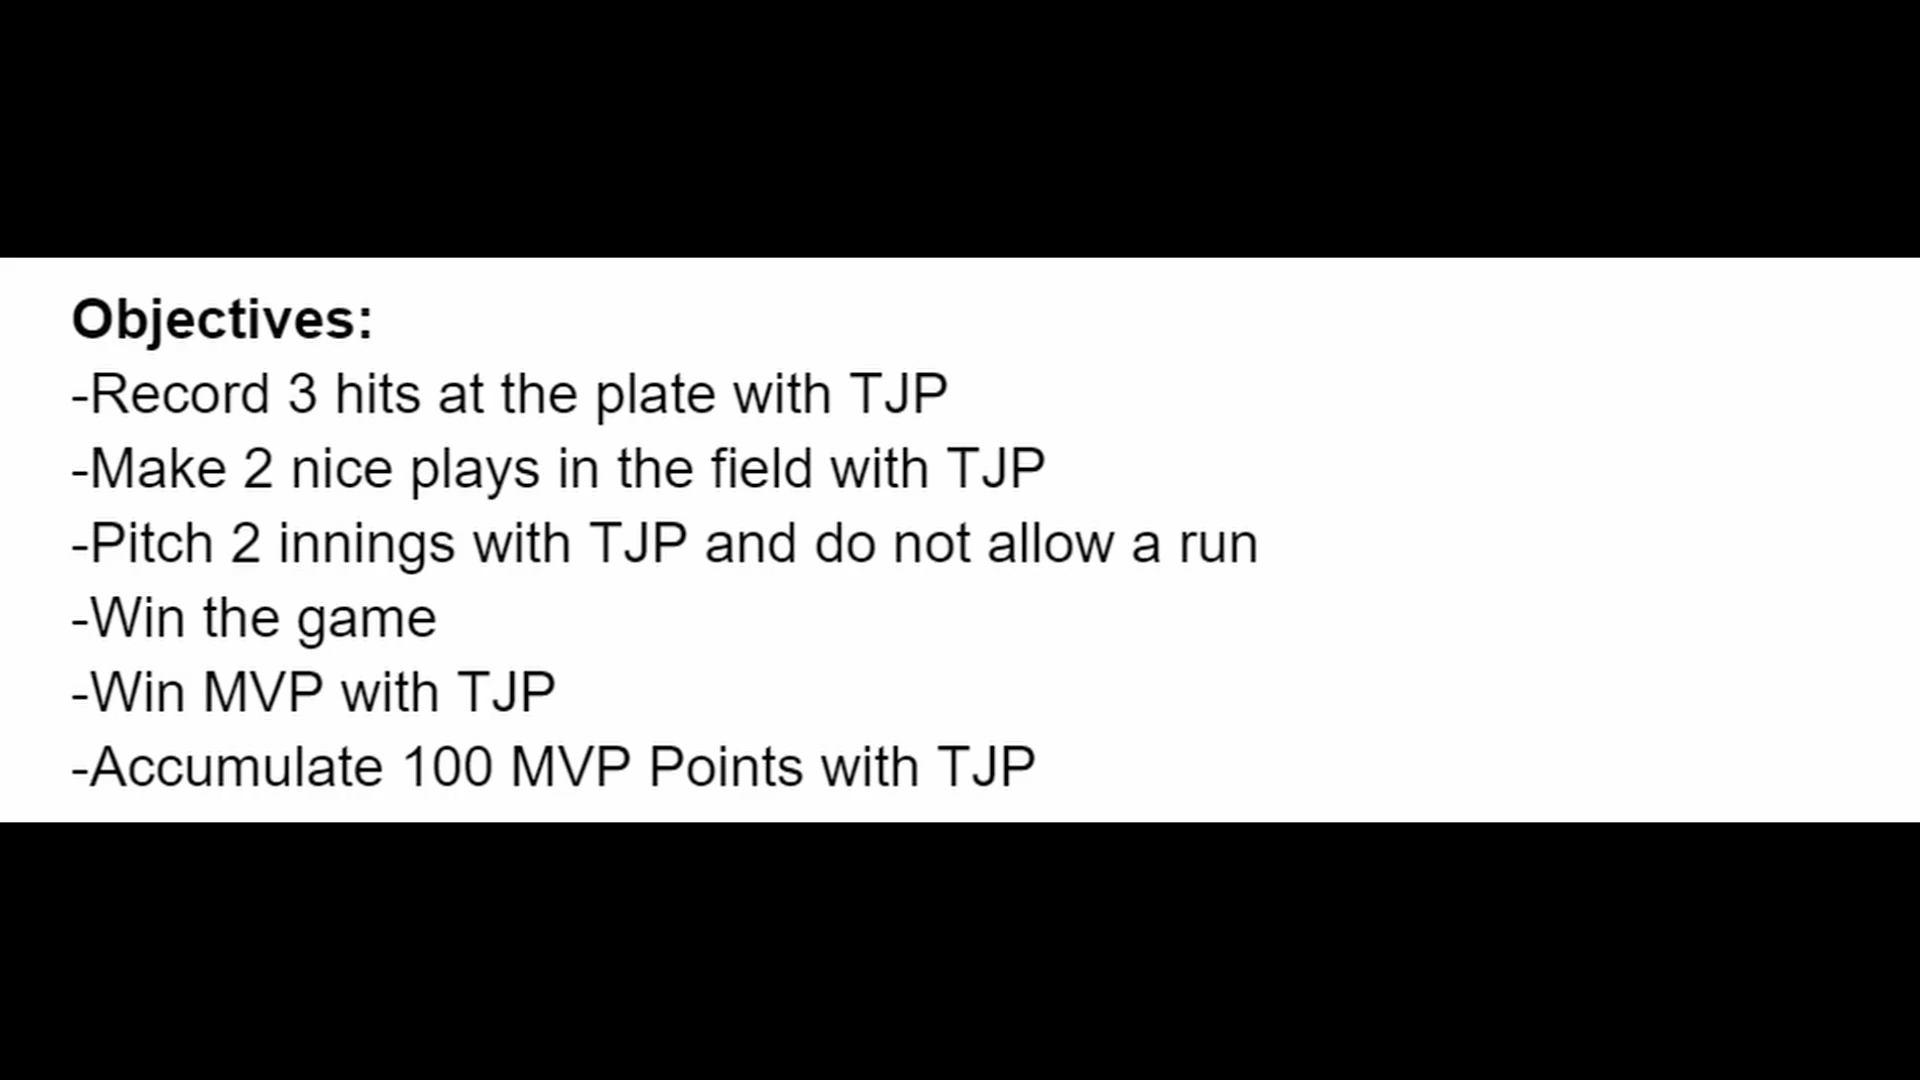 Objectives:
-Record 3 hits at the plate with TJP
-Make 2 nice plays in the field with TJP
-Pitch 2 innings with TJP and do not allow a run
-Win the game
-Win MVP with TJP
-Accumulate 100 MVP Points with TJP